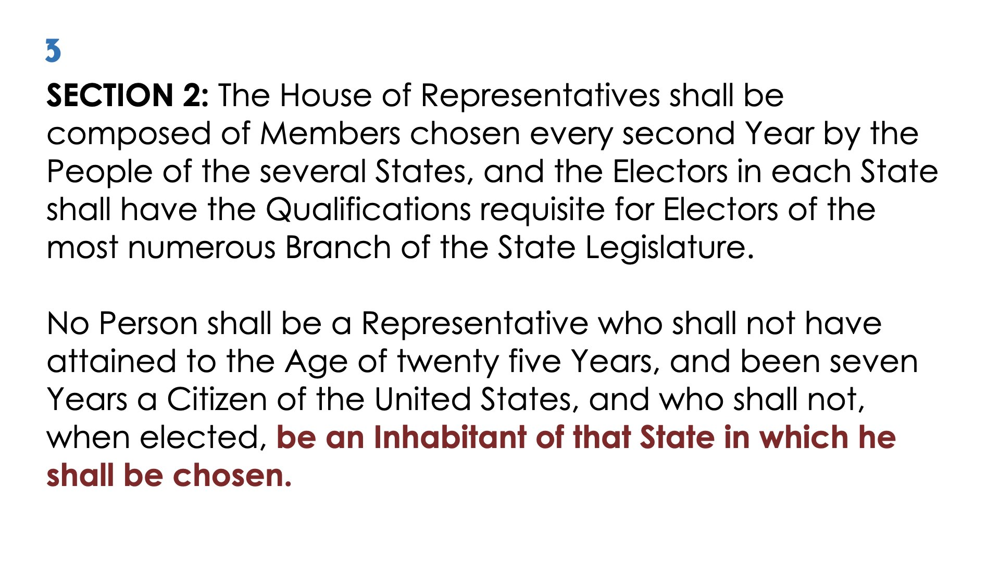 3
SECTION 2: The House of Representatives shall be
composed of Members chosen every second Year by the
People of the several States, and the Electors in each State
shall have the Qualifications requisite for Electors of the
most numerous Branch of the State Legislature.
No Person shall be a Representative who shall not have
attained to the Age of twenty five Years, and been seven
Years a Citizen of the United States, and who shall not,
when elected, be an Inhabitant of that State in which he
shall be chosen.